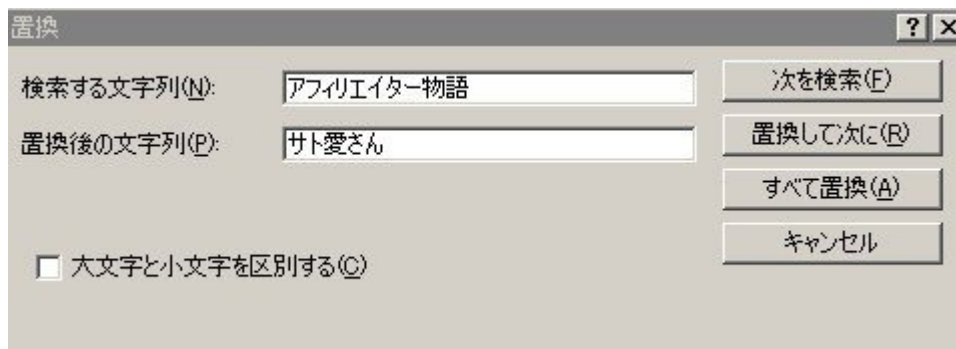 置換
検索する文字列(N):
アフィリエイター物語
次を検索(F)
置換後の文字列(P):
サト愛さん
置換して次に(R)
すべて置換(A)
キャンセル
大文字と小文字を区別する(C)